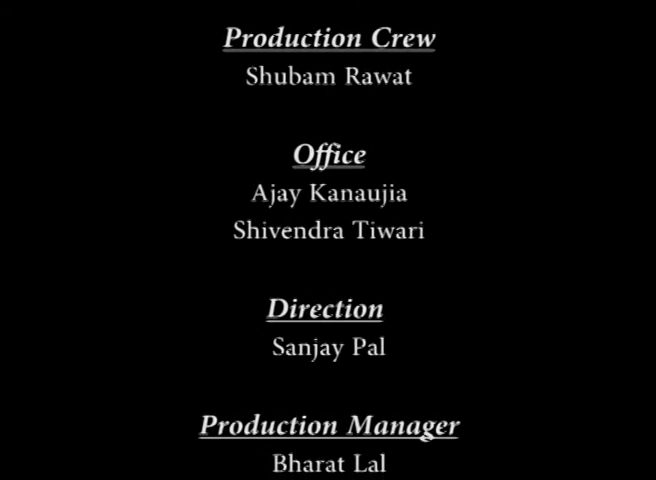 Production Crew
Shubam Rawat
Office
Ajay Kanaujia
Shivendra Tiwari
Direction
Sanjay Pal
Production Manager
Bharat Lal